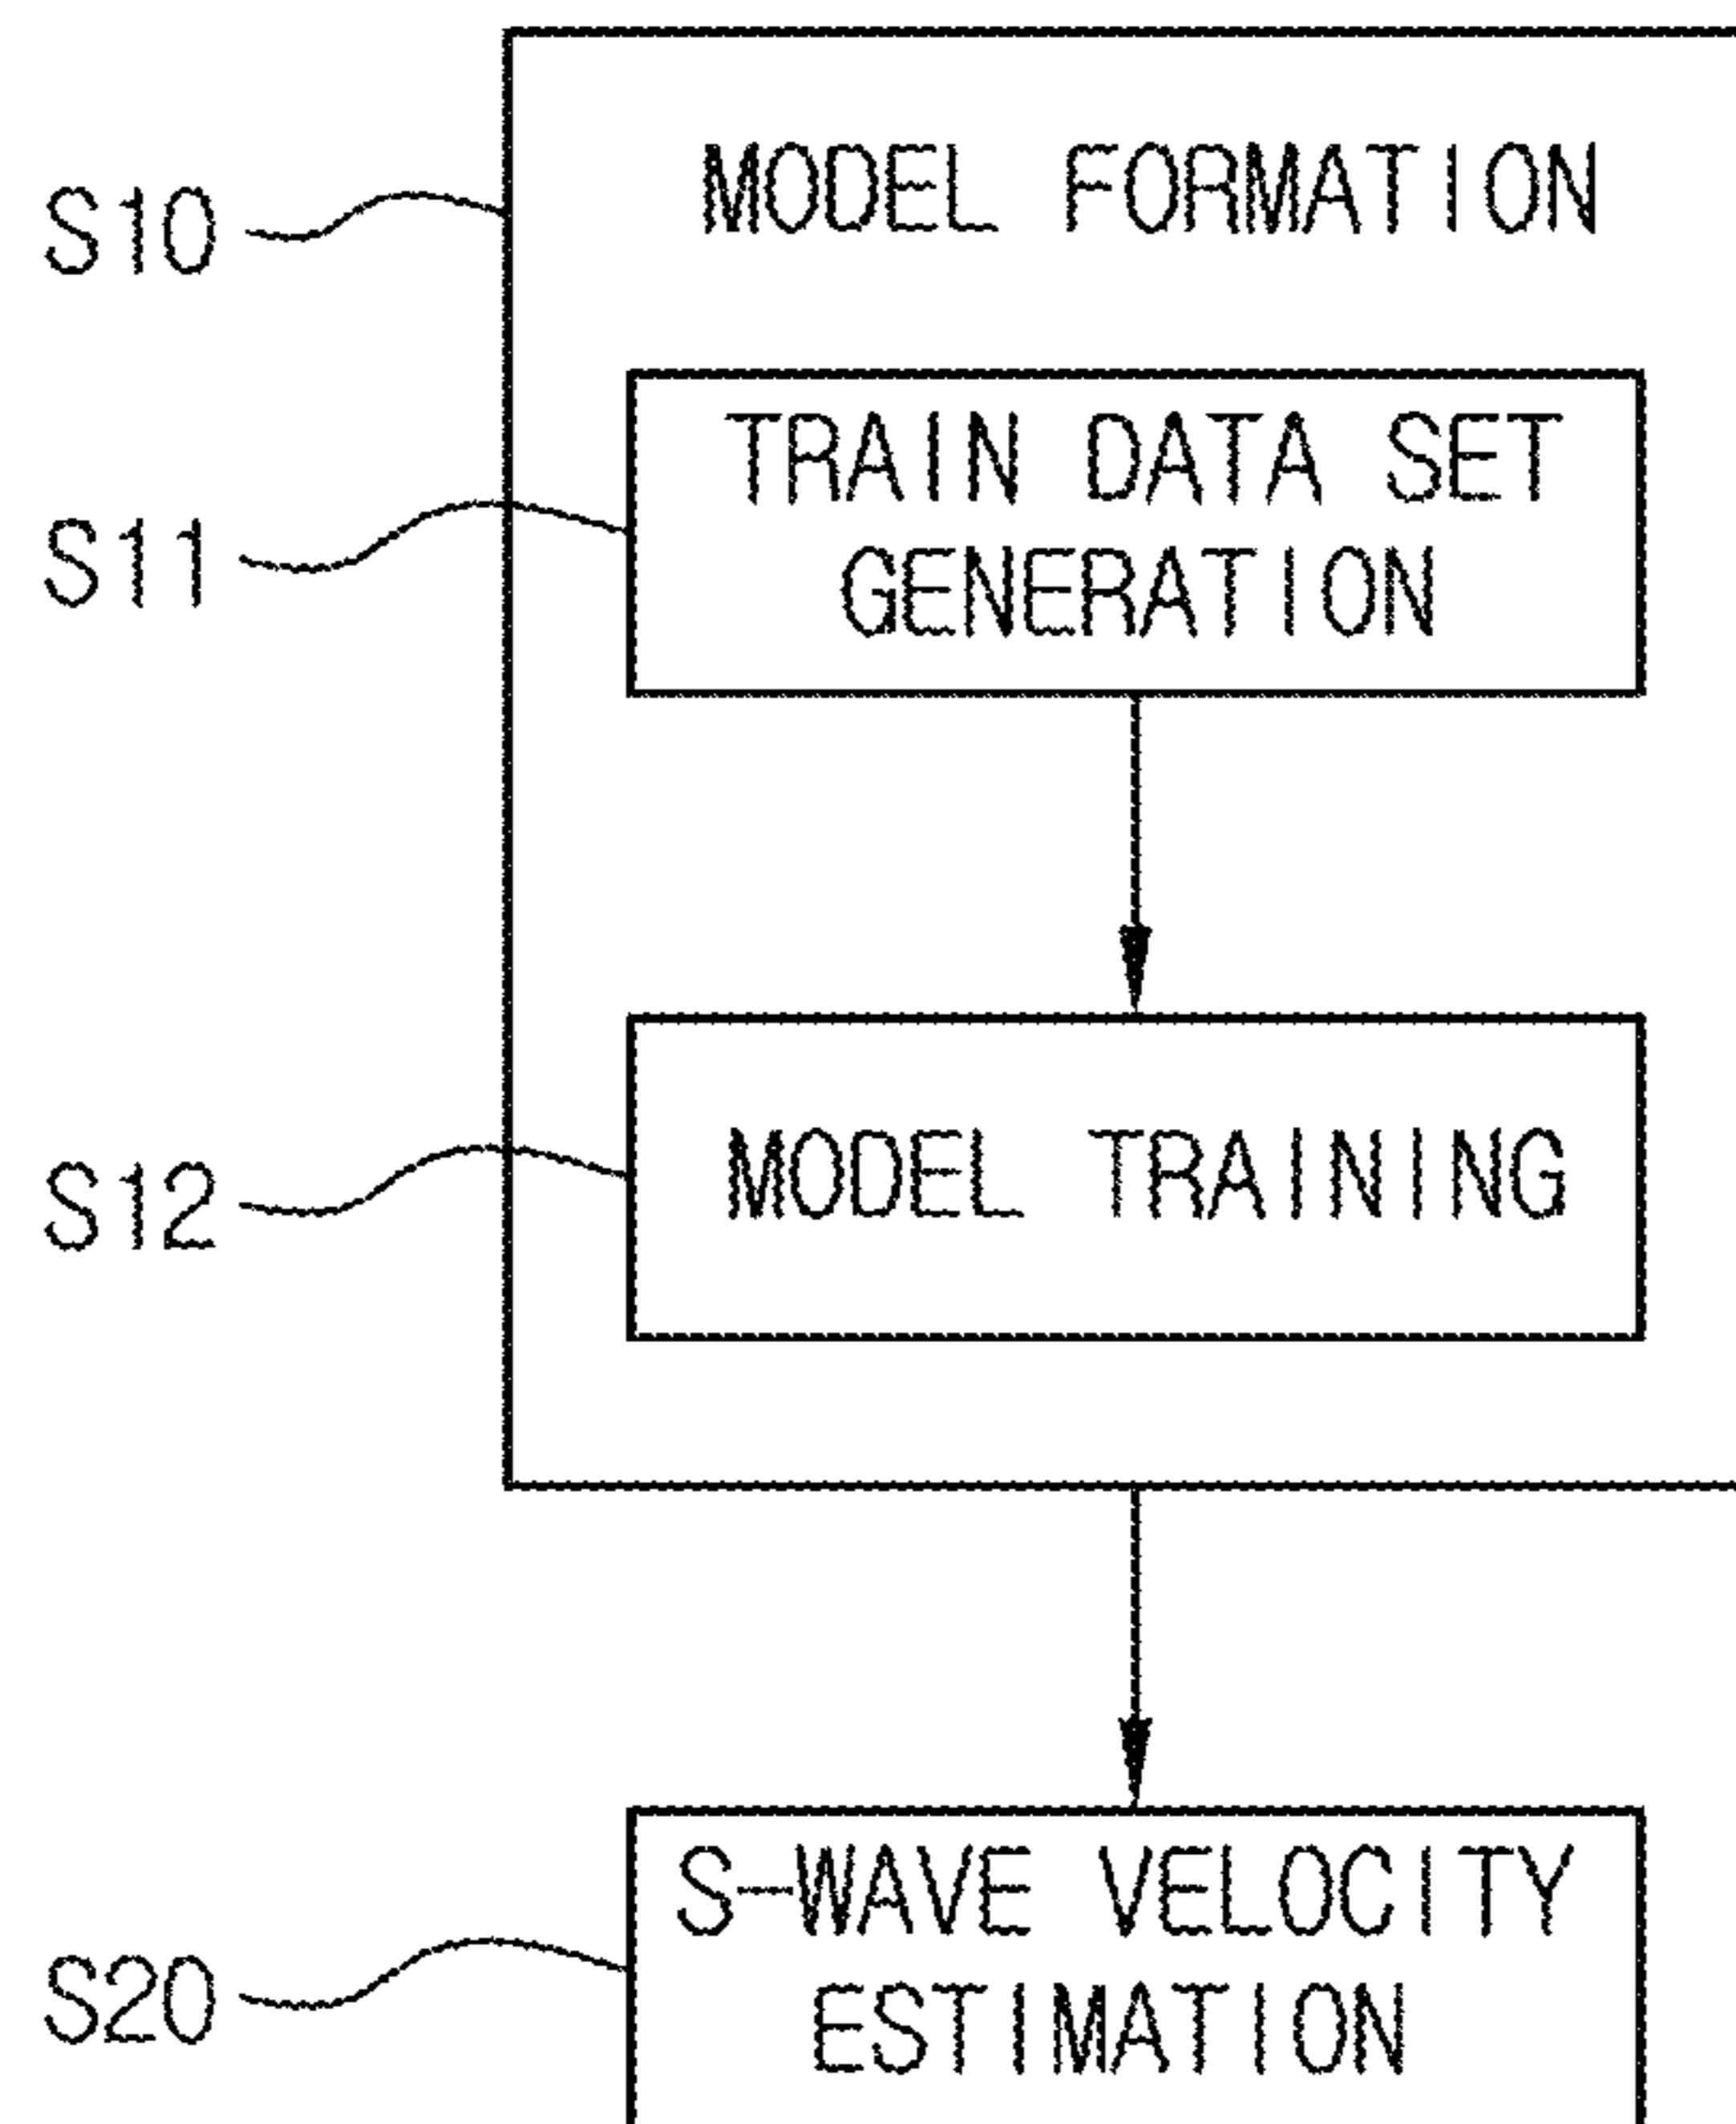 S10
MODEL FORMATION
S11
TRAIN DATA SET
GENERATION
S12
MODEL TRAINING
S20
S-WAVE VELOCITY
ESTIMATION